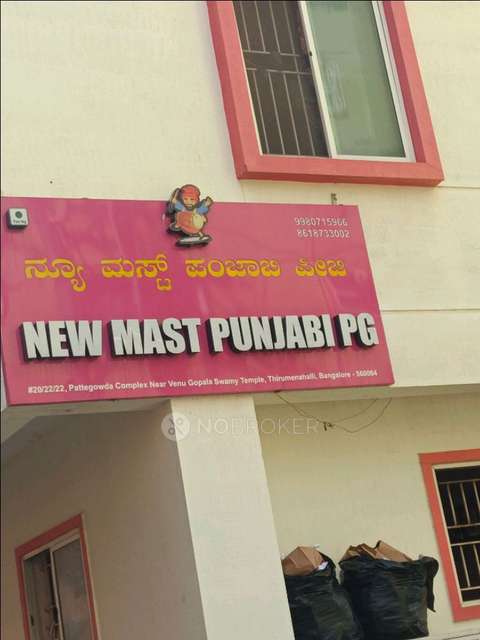 9980715966
8618733002
ನ್ಯೂ ಮಸ್ತ್ ಪಂಜಾಬಿ ಪೀಜಿ
NEW MAST PUNJABI PG
#20/22/22, Pattegowda Complex Near Venu Gopala Swamy Temple, Thirumenahalli, Bangalore - 560064
NOBROKER